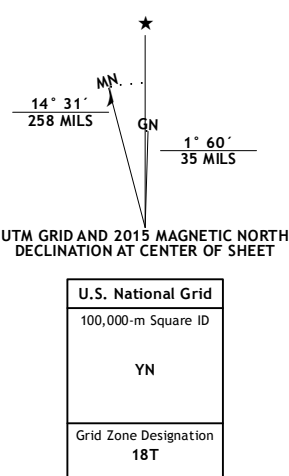 ★
MN
14° 31´
258 MILS
GN
1° 60´
35 MILS
UTM GRID AND 2015 MAGNETIC NORTH
DECLINATION AT CENTER OF SHEET
U.S. National Grid
100,000-m Square ID
YN
Grid Zone Designation
18T